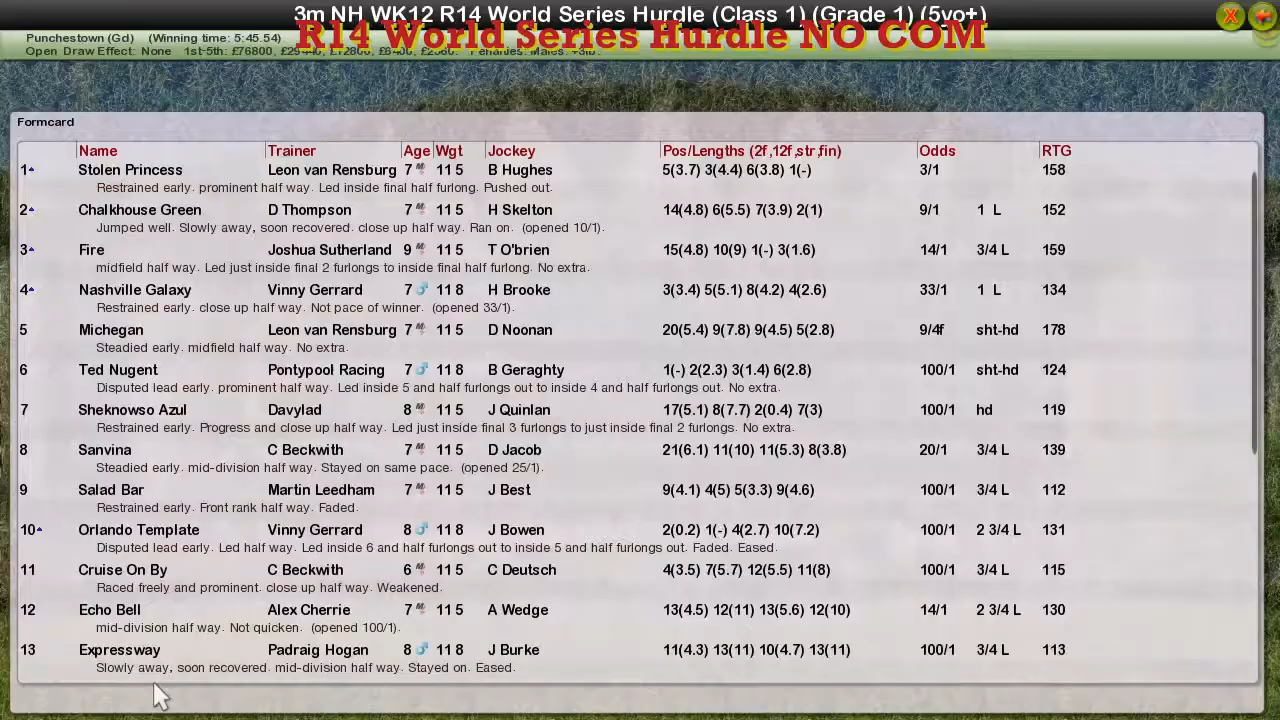 3m NH WK12 R14 World Series Hurdle (Class 1) (Grade 1) (5yo+)
R14 World Series Hurdle NO COM
Punchestown (Gd) (Winning time: 5:45.54)
Open Draw Effect: None 1st-5th: £76800, £29440, £12800, £6400, £2560. Penalties: Males: +3lb.
Formcard
Name Trainer Age Wgt Jockey Pos/Lengths (2f,12f,str,fin) Odds RTG
1 Stolen Princess Leon van Rensburg 7 11 5 B Hughes 5(3.7) 3(4.4) 6(3.8) 1(-) 3/1 158
Restrained early. prominent half way. Led inside final half furlong. Pushed out.
2 Chalkhouse Green D Thompson 7 11 5 H Skelton 14(4.8) 6(5.5) 7(3.9) 2(1) 9/1 1 L 152
Jumped well. Slowly away, soon recovered. close up half way. Ran on. (opened 10/1).
3 Fire Joshua Sutherland 9 11 5 T O'brien 15(4.8) 10(9) 1(-) 3(1.6) 14/1 3/4 L 159
midfield half way. Led just inside final 2 furlongs to inside final half furlong. No extra.
4 Nashville Galaxy Vinny Gerrard 7 11 8 H Brooke 3(3.4) 5(5.1) 8(4.2) 4(2.6) 33/1 1 L 134
Restrained early. close up half way. Not pace of winner. (opened 33/1).
5 Michegan Leon van Rensburg 7 11 5 D Noonan 20(5.4) 9(7.8) 9(4.5) 5(2.8) 9/4f sht-hd 178
Steadied early. midfield half way. No extra.
6 Ted Nugent Pontypool Racing 7 11 8 B Geraghty 1(-) 2(2.3) 3(1.4) 6(2.8) 100/1 sht-hd 124
Disputed lead early. prominent half way. Led inside 5 and half furlongs out to inside 4 and half furlongs out. No extra.
7 Sheknowso Azul Davylad 8 11 5 J Quinlan 17(5.1) 8(7.7) 2(0.4) 7(3) 100/1 hd 119
Restrained early. Progress and close up half way. Led just inside final 3 furlongs to just inside final 2 furlongs. No extra.
8 Sanvina C Beckwith 7 11 5 D Jacob 21(6.1) 11(10) 11(5.3) 8(3.8) 20/1 3/4 L 139
Steadied early. mid-division half way. Stayed on same pace. (opened 25/1).
9 Salad Bar Martin Leedham 7 11 5 J Best 9(4.1) 4(5) 5(3.3) 9(4.6) 100/1 3/4 L 112
Restrained early. Front rank half way. Faded.
10 Orlando Template Vinny Gerrard 8 11 8 J Bowen 2(0.2) 1(-) 4(2.7) 10(7.2) 100/1 2 3/4 L 131
Disputed lead early. Led half way. Led inside 6 and half furlongs out to inside 5 and half furlongs out. Faded. Eased.
11 Cruise On By C Beckwith 6 11 5 C Deutsch 4(3.5) 7(5.7) 12(5.5) 11(8) 100/1 3/4 L 115
Raced freely and prominent. close up half way. Weakened.
12 Echo Bell Alex Cherrie 7 11 5 A Wedge 13(4.5) 12(11) 13(5.6) 12(10) 14/1 2 3/4 L 130
mid-division half way. Not quicken. (opened 100/1).
13 Expressway Padraig Hogan 8 11 8 J Burke 11(4.3) 13(11) 10(4.7) 13(11) 100/1 3/4 L 113
Slowly away, soon recovered. mid-division half way. Stayed on. Eased.